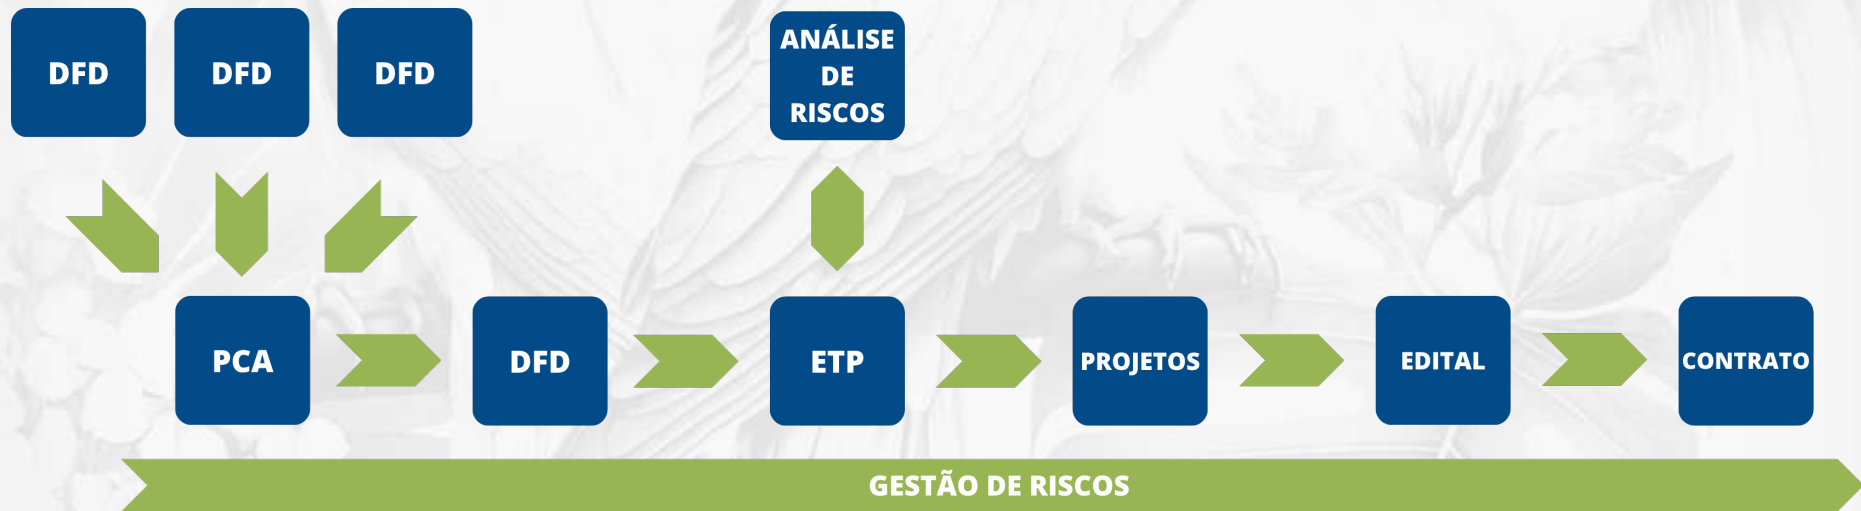 DFD
DFD
DFD
ANÁLISE
DE
RISCOS
PCA
DFD
ETP
PROJETOS
EDITAL
CONTRATO
GESTÃO DE RISCOS